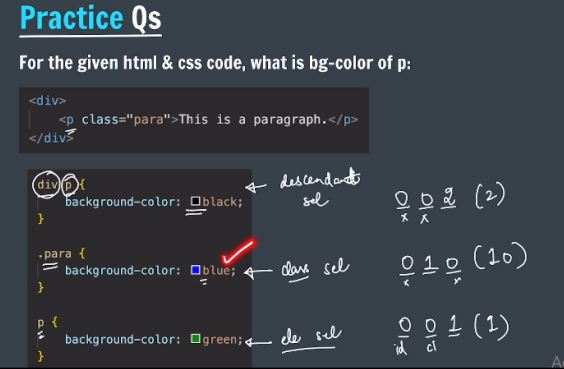 Practice Qs
For the given html & css code, what is bg-color of p:
<div>
<p class="para">This is a paragraph.</p>
</div>
div p {
background-color: black;
}
descendant sel
0 0 2 (2)
.para {
background-color: blue;
}
class sel
0 1 0 (10)
p {
background-color: green;
}
ele sel
0 0 1 (1)
id cl